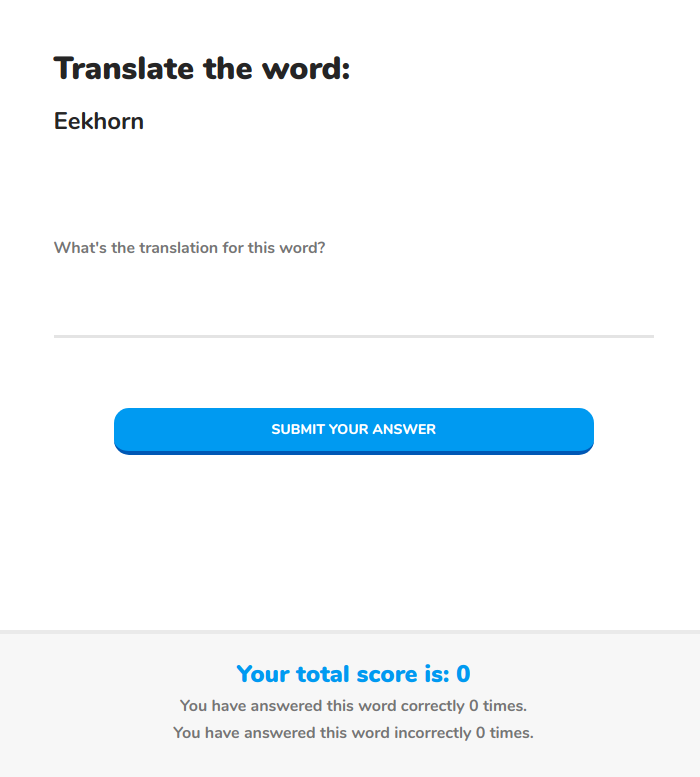 Translate the word:
Eekhorn
What's the translation for this word?
SUBMIT YOUR ANSWER
Your total score is: 0
You have answered this word correctly 0 times.
You have answered this word incorrectly 0 times.